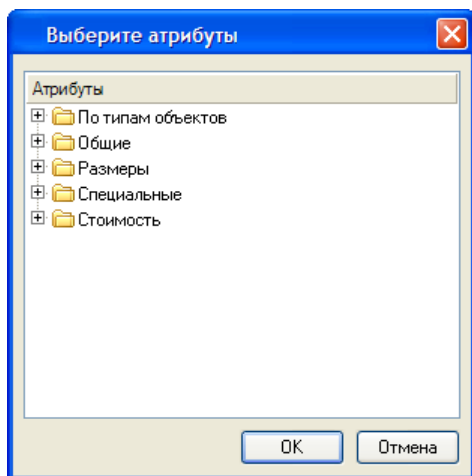 Выберите атрибуты
Атрибуты
По типам объектов
Общие
Размеры
Специальные
Стоимость
OK
Отмена